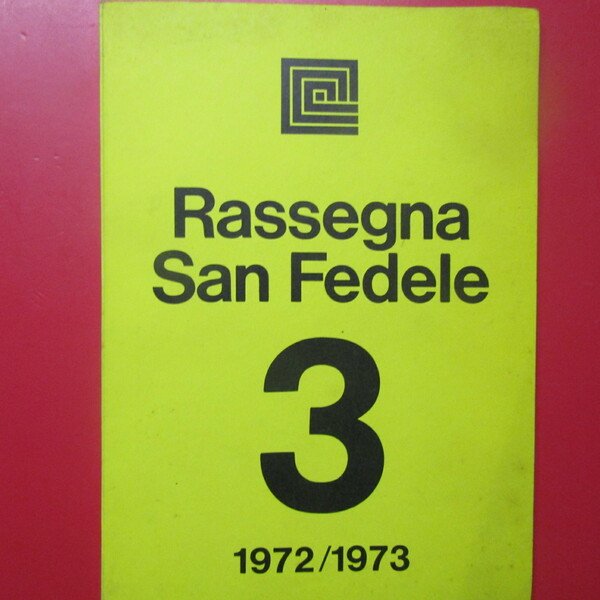 Rassegna
San Fedele
3
1972/1973